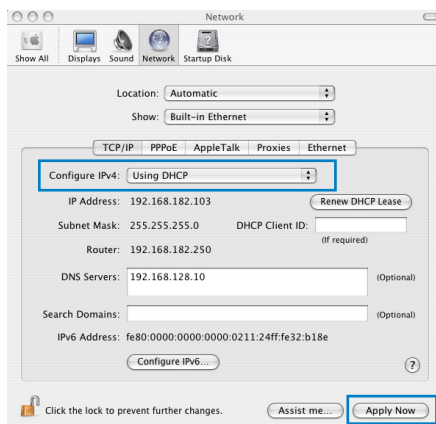 Network
Show All Displays Sound Network Startup Disk
Location: Automatic
Show: Built-in Ethernet
TCP/IP PPPoE AppleTalk Proxies Ethernet
Configure IPv4: Using DHCP
IP Address: 192.168.182.103 Renew DHCP Lease
Subnet Mask: 255.255.255.0 DHCP Client ID:
(If required)
Router: 192.168.182.250
DNS Servers: 192.168.128.10 (Optional)
Search Domains: (Optional)
IPv6 Address: fe80:0000:0000:0000:0211:24ff:fe32:b18e
Configure IPv6... ?
Click the lock to prevent further changes. Assist me... Apply Now